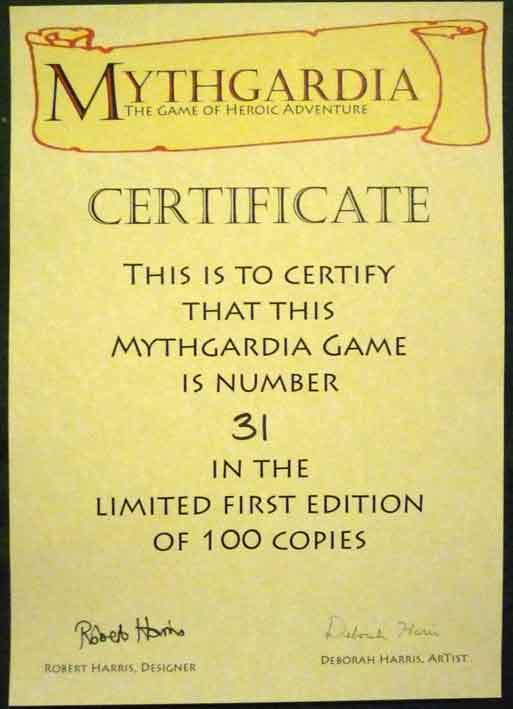 MYTHGARDIA
THE GAME OF HEROIC ADVENTURE
CERTIFICATE
THIS IS TO CERTIFY
THAT THIS
MYTHGARDIA GAME
IS NUMBER
31
IN THE
LIMITED FIRST EDITION
OF 100 COPIES
Robert Harris Deborah Harris
ROBERT HARRIS, DESIGNER
DEBORAH HARRIS, ARTIST